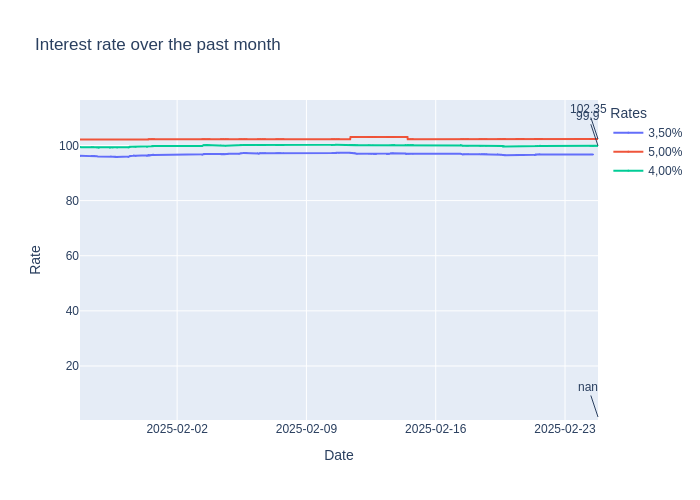 Interest rate over the past month
102.35
99.9
Rates
3,50%
5,00%
4,00%
100
80
60
40
20
Rate
nan
2025-02-02
2025-02-09
2025-02-16
2025-02-23
Date